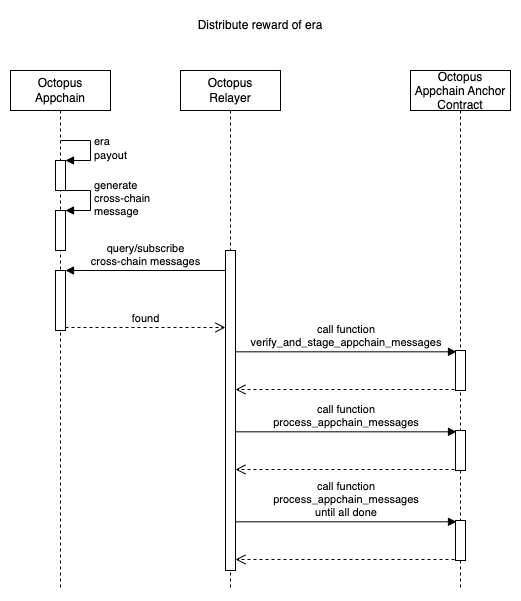 Distribute reward of era
Octopus
Appchain
Octopus
Relayer
Octopus
Appchain Anchor
Contract
era
payout
generate
cross-chain
message
query/subscribe
cross-chain messages
found
call function
verify_and_stage_appchain_messages
call function
process_appchain_messages
call function
process_appchain_messages
until all done